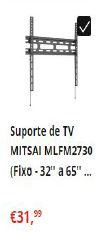 Suporte de TV
MITSAI MLFM2730
(Fixo - 32'' a 65'' ...
€31,99